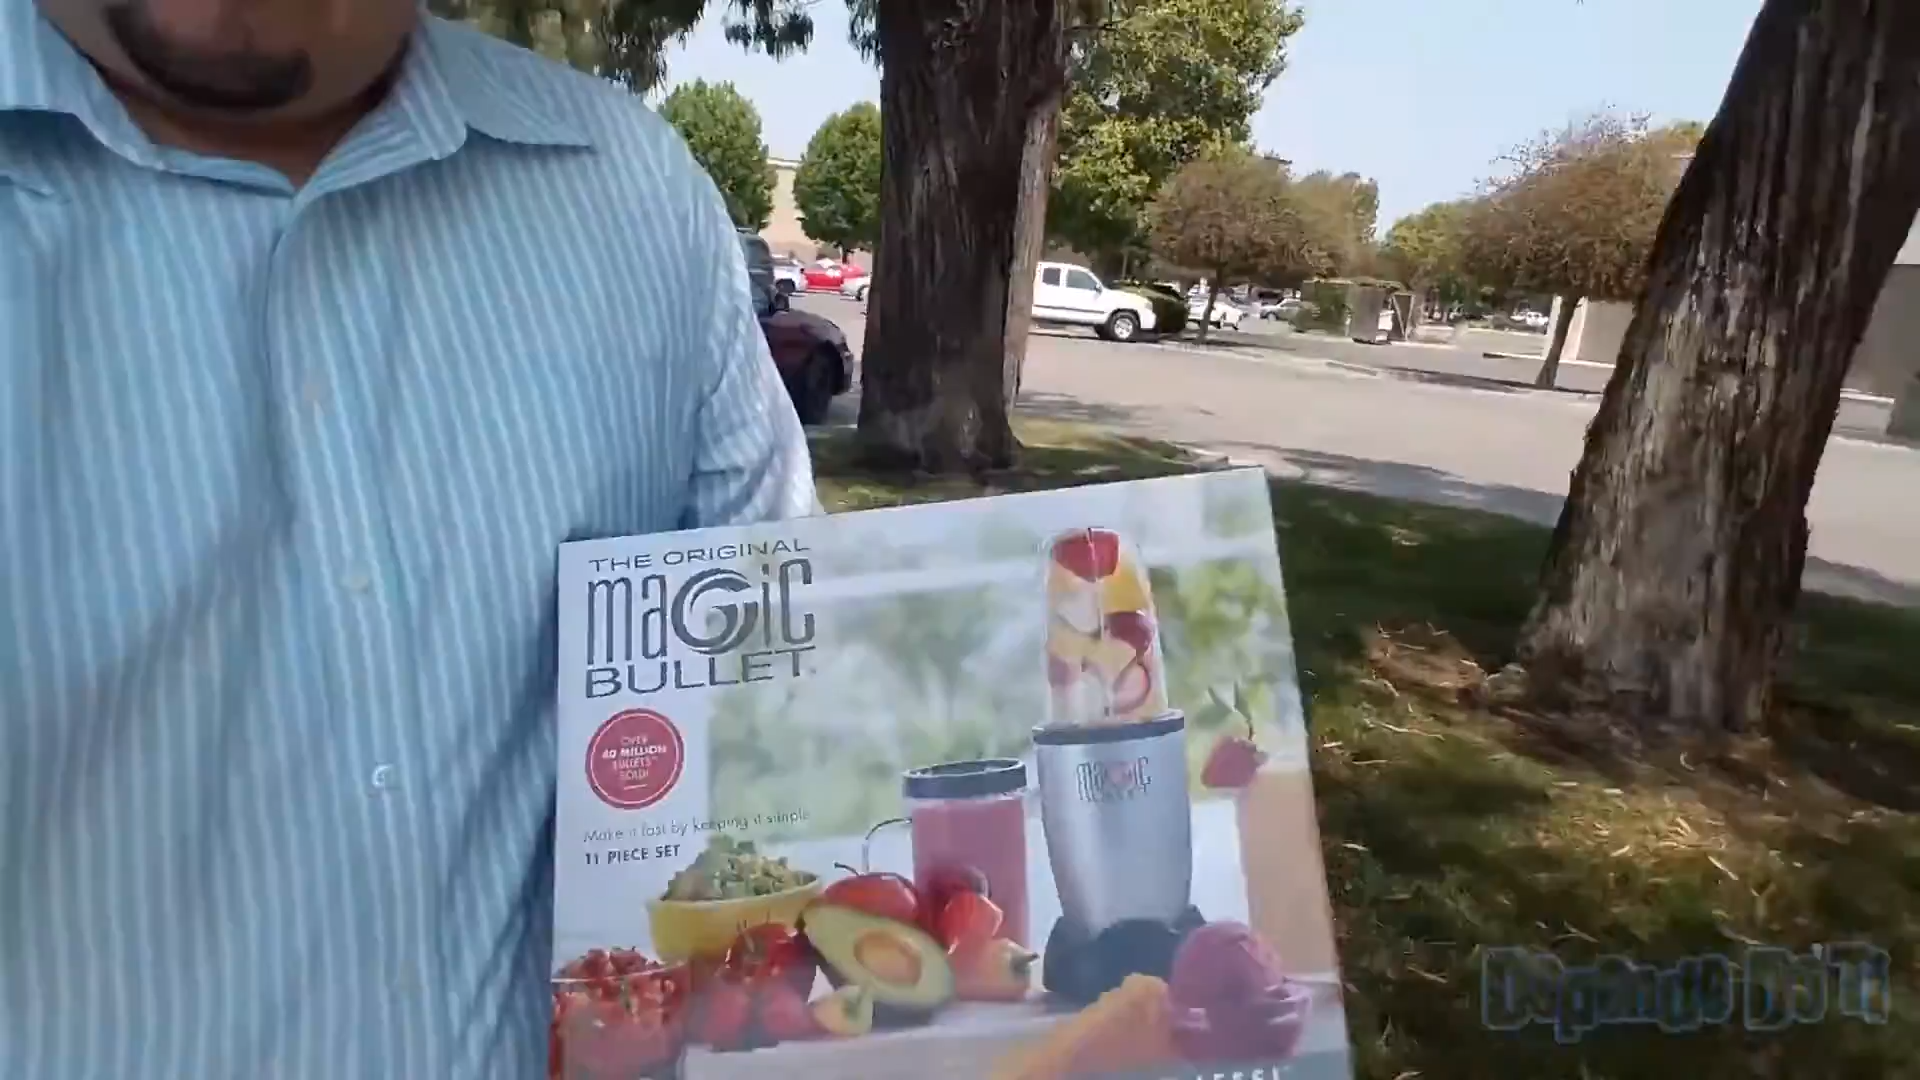 THE ORIGINAL
magic
BULLET
OVER
40 MILLION
BULLETS
SOLD!
Make it fast by keeping it simple
11 PIECE SET
magic
BULLET